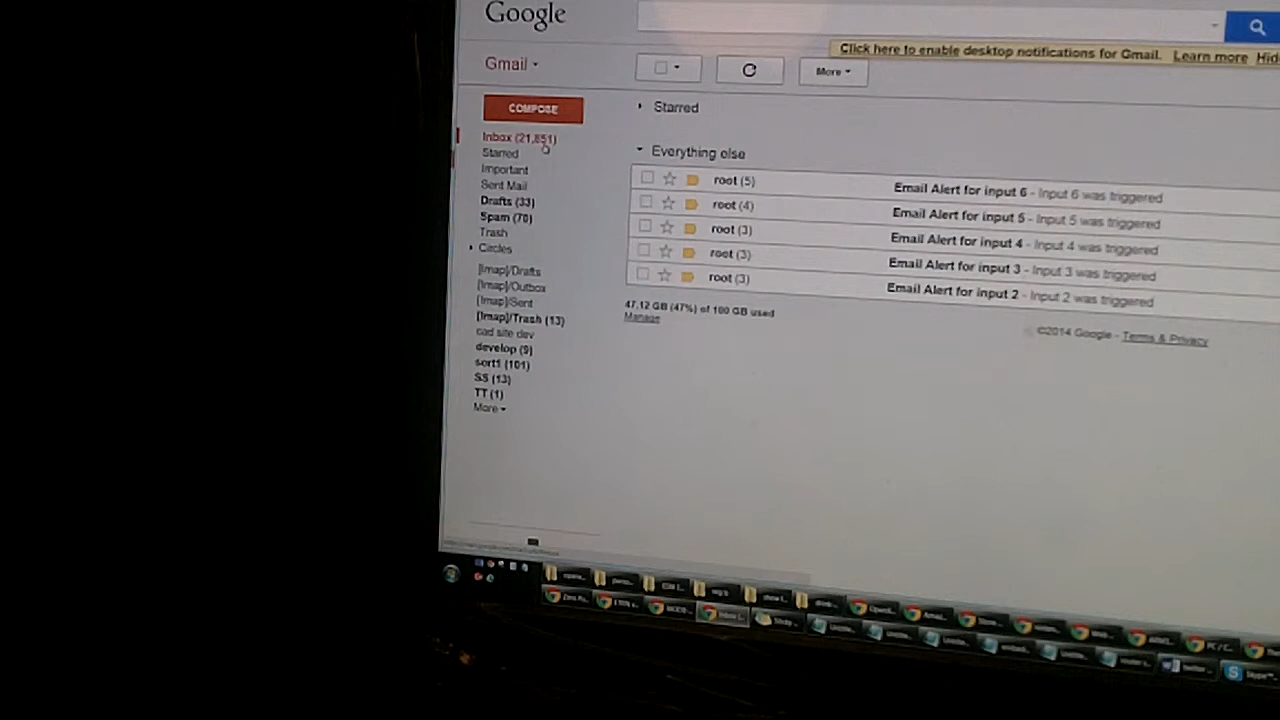 Google
Click here to enable desktop notifications for Gmail. Learn more Hid
Gmail
More
COMPOSE
Starred
Inbox (21,851)
Starred
Important
Sent Mail
Drafts (33)
Spam (70)
Trash
Circles
[Imap]/Drafts
[Imap]/Outbox
[Imap]/Sent
[Imap]/Trash (13)
cad site dev
develop (9)
sort1 (101)
SS (13)
TT (1)
More
Everything else
root (5) Email Alert for input 6 - Input 6 was triggered
root (4) Email Alert for input 5 - Input 5 was triggered
root (3) Email Alert for input 4 - Input 4 was triggered
root (3) Email Alert for input 3 - Input 3 was triggered
root (3) Email Alert for input 2 - Input 2 was triggered
47.12 GB (47%) of 100 GB used
Manage
©2014 Google - Terms & Privacy